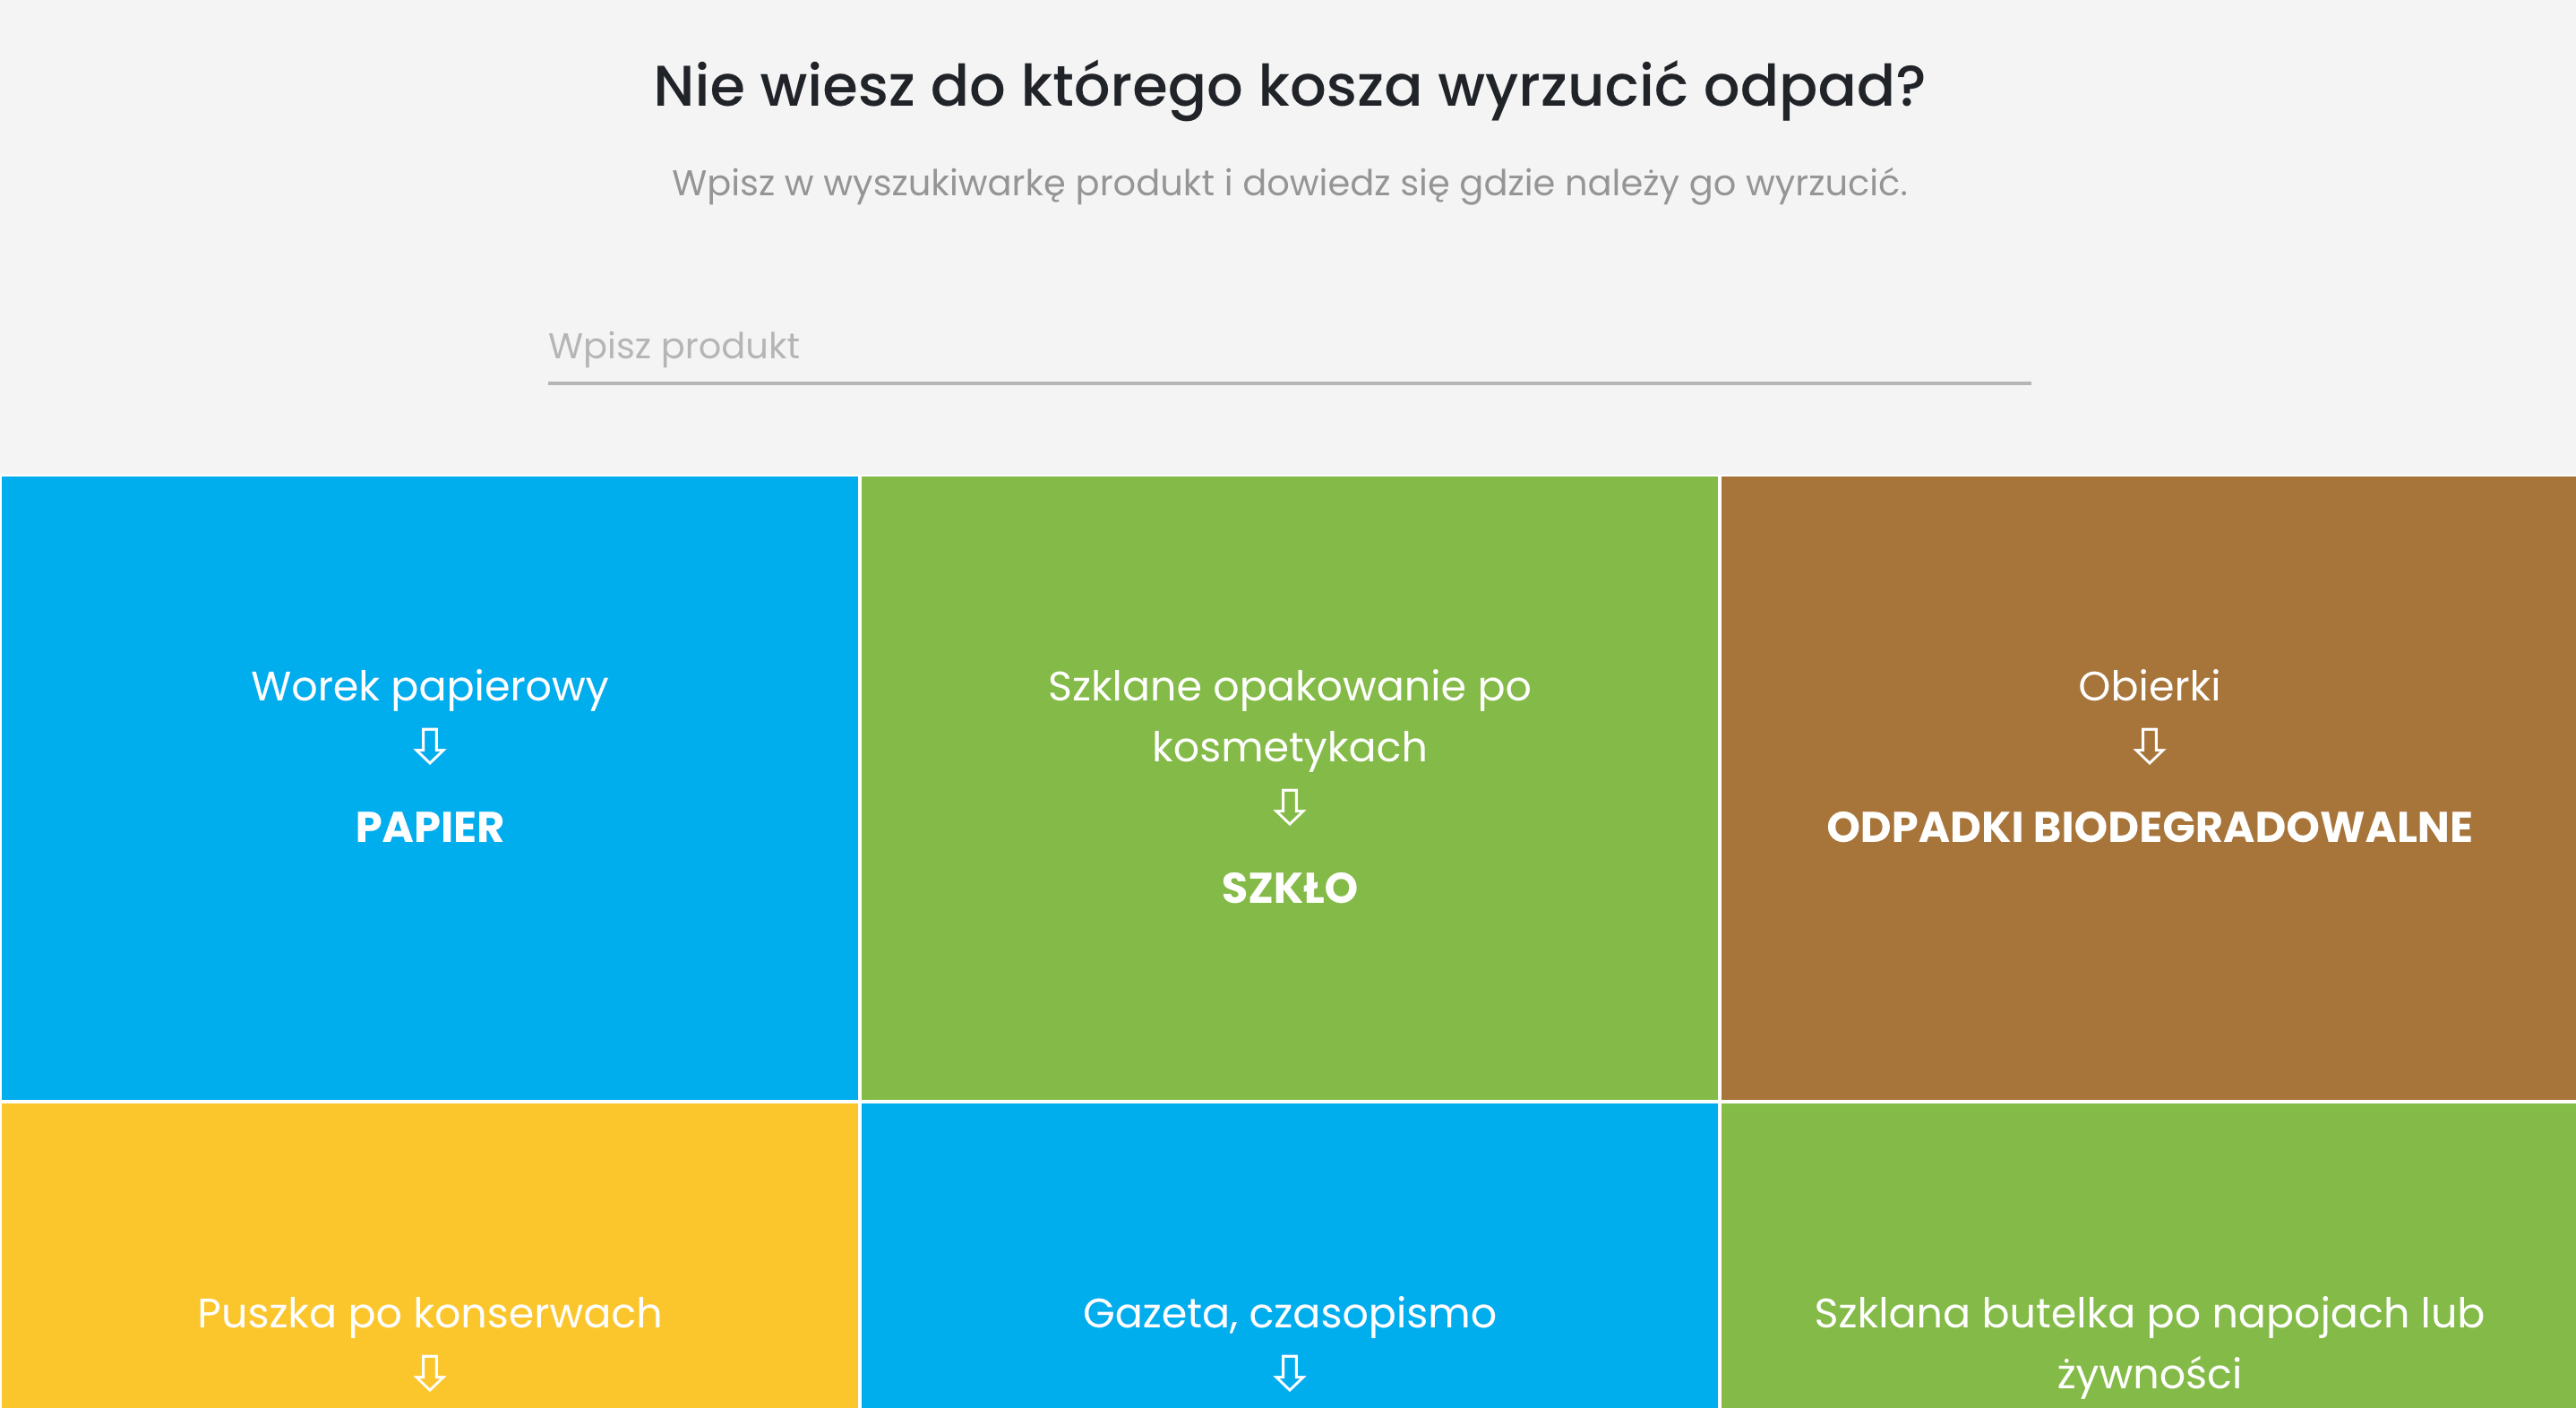 Nie wiesz do którego kosza wyrzucić odpad?
Wpisz w wyszukiwarkę produkt i dowiedz się gdzie należy go wyrzucić.
Wpisz produkt
Worek papierowy
⇩
PAPIER
Szklane opakowanie po
kosmetykach
⇩
SZKŁO
Obierki
⇩
ODPADKI BIODEGRADOWALNE
Puszka po konserwach
⇩
Gazeta, czasopismo
⇩
Szklana butelka po napojach lub
żywności